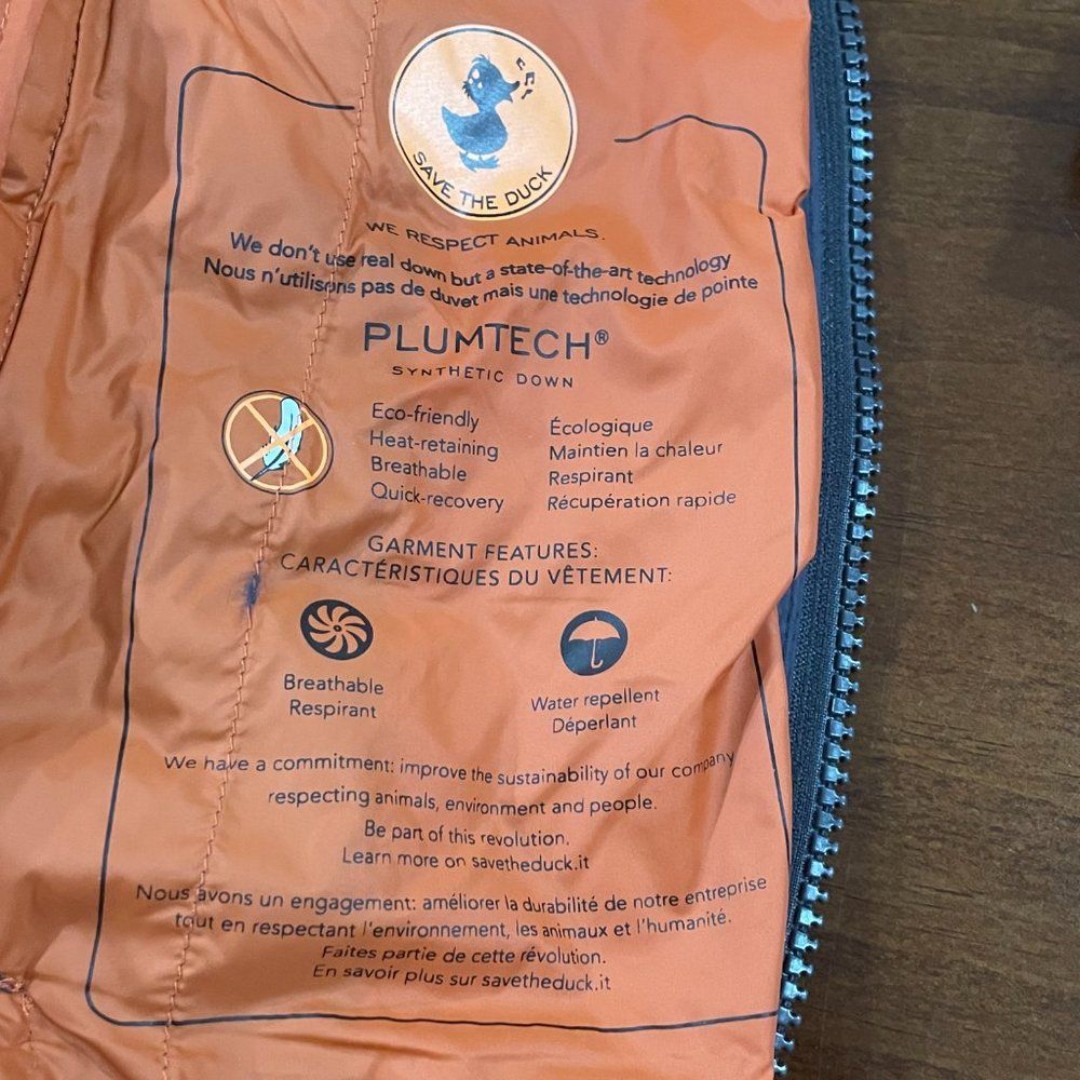 SAVE THE DUCK
WE RESPECT ANIMALS.
We don't use real down but a state-of-the-art technology
Nous n'utilisons pas de duvet mais une technologie de pointe
PLUMTECH®
SYNTHETIC DOWN
Eco-friendly
Heat-retaining
Breathable
Quick-recovery
Écologique
Maintien la chaleur
Respirant
Récupération rapide
GARMENT FEATURES:
CARACTÉRISTIQUES DU VÊTEMENT:
Breathable
Respirant
Water repellent
Déperlant
We have a commitment: improve the sustainability of our company
respecting animals, environment and people.
Be part of this revolution.
Learn more on savetheduck.it
Nous avons un engagement: améliorer la durabilité de notre entreprise
tout en respectant l'environnement, les animaux et l'humanité.
Faites partie de cette révolution.
En savoir plus sur savetheduck.it